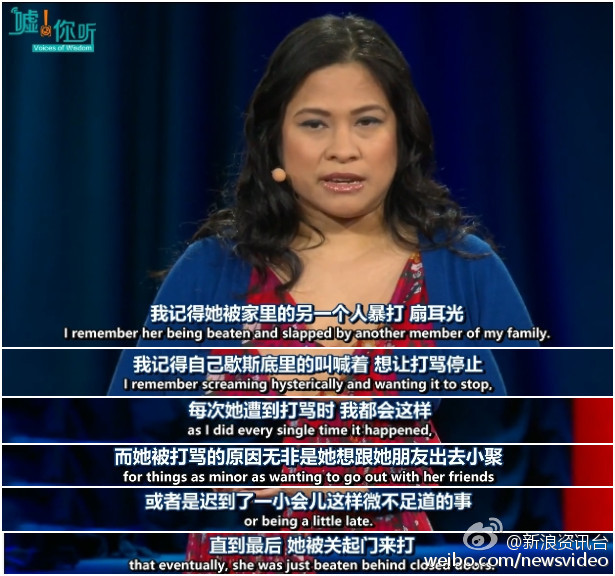 嘘!你听
Voices of Wisdom
我记得她被家里的另一个人暴打 扇耳光
I remember her being beaten and slapped by another member of my family.
我记得自己歇斯底里的叫喊着 想让打骂停止
I remember screaming hysterically and wanting it to stop,
每次她遭到打骂时 我都会这样
as I did every single time it happened,
而她被打骂的原因无非是她想跟她朋友出去小聚
for things as minor as wanting to go out with her friends
或者是迟到了一小会儿这样微不足道的事
or being a little late.
直到最后 她被关起门来打
that eventually, she was just beaten behind closed doors.
新浪资讯台
weibo.com/newsvideo